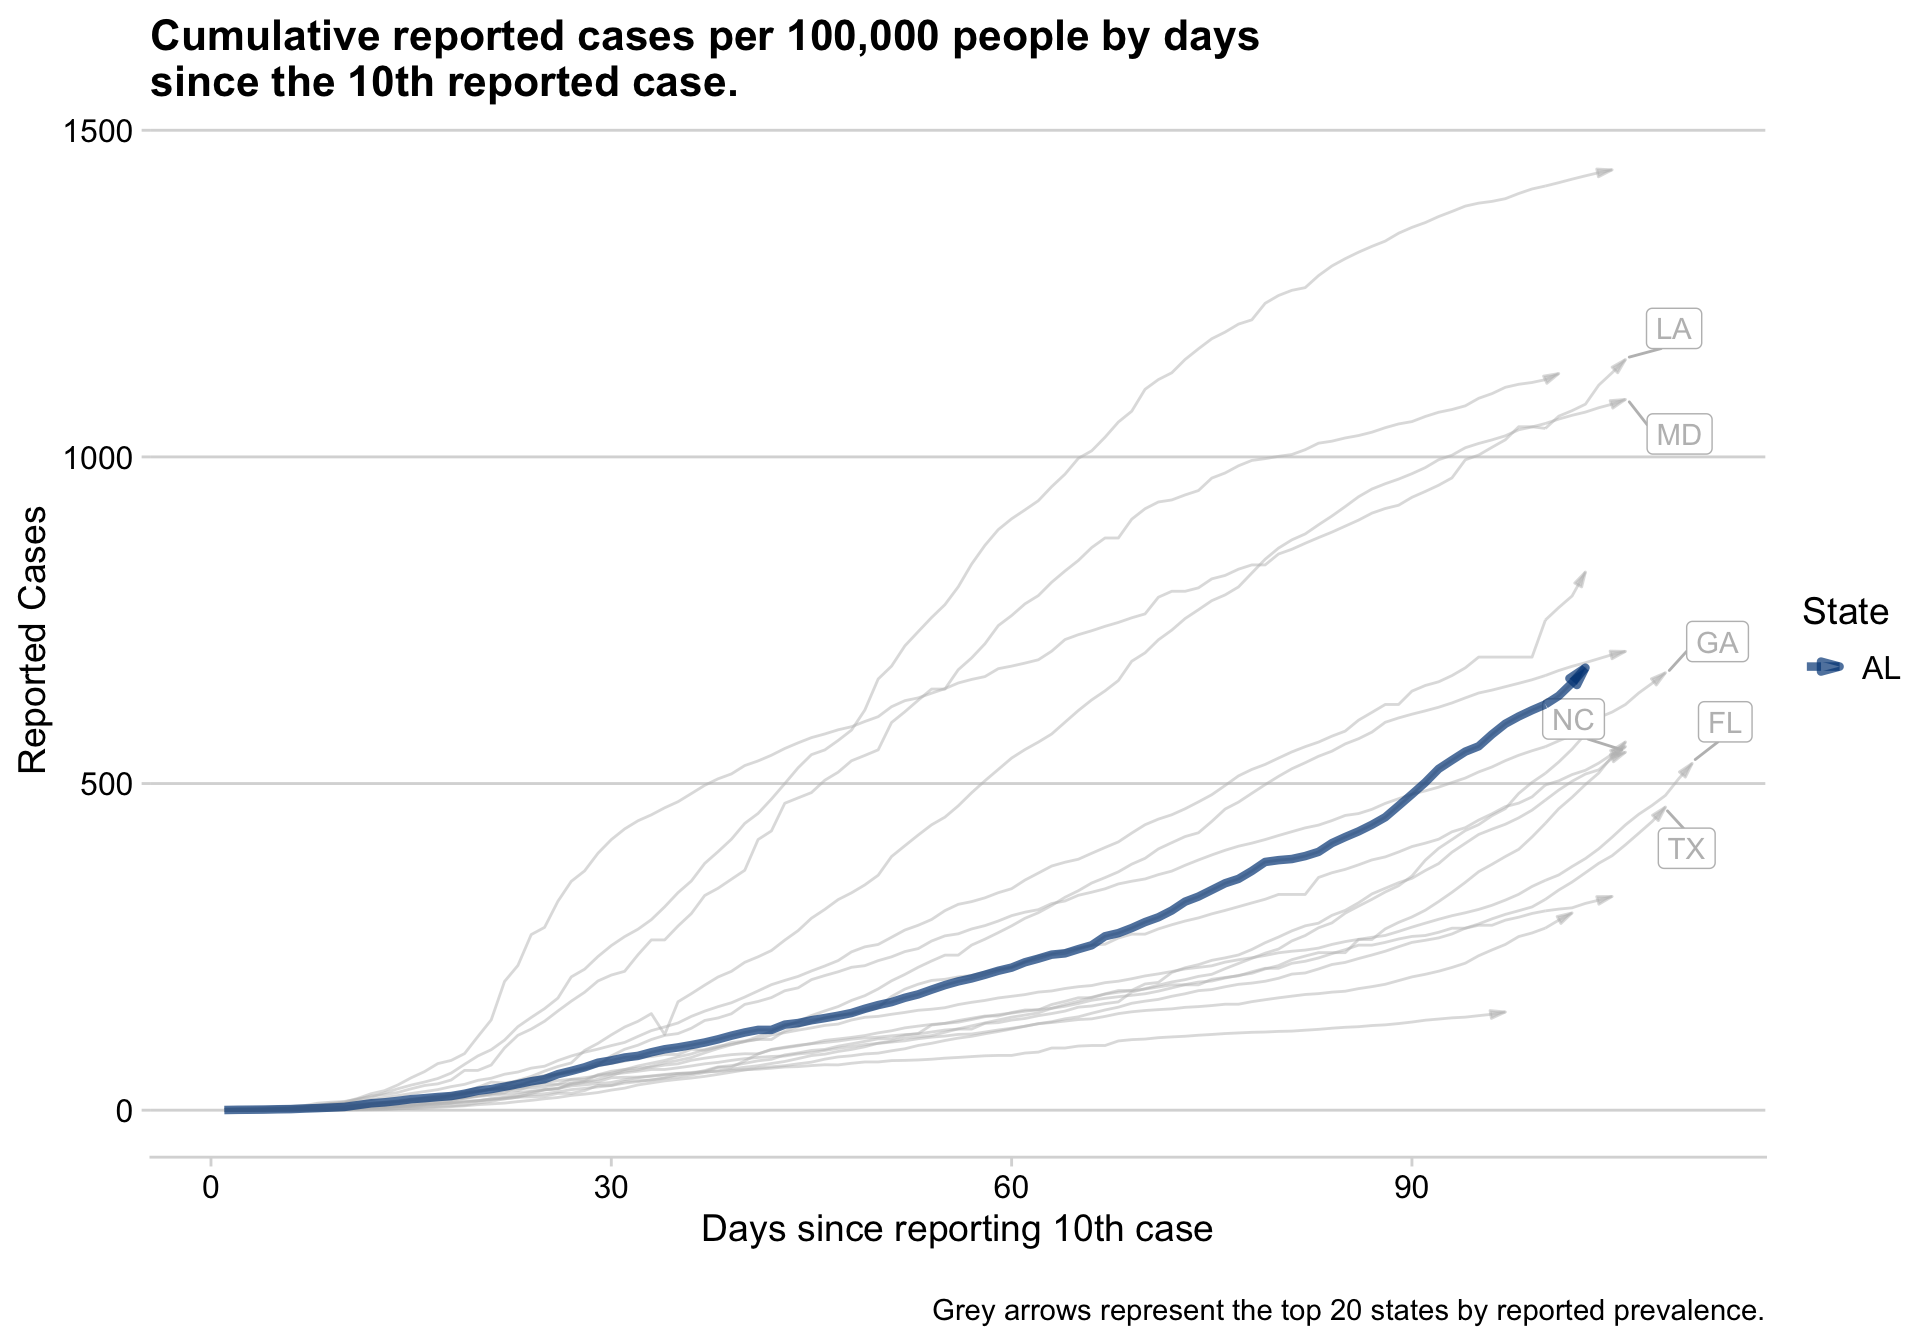 Cumulative reported cases per 100,000 people by days
since the 10th reported case.
Reported Cases
1500
1000
500
0
LA
MD
GA
NC
FL
TX
State
AL
0 30 60 90
Days since reporting 10th case
Grey arrows represent the top 20 states by reported prevalence.